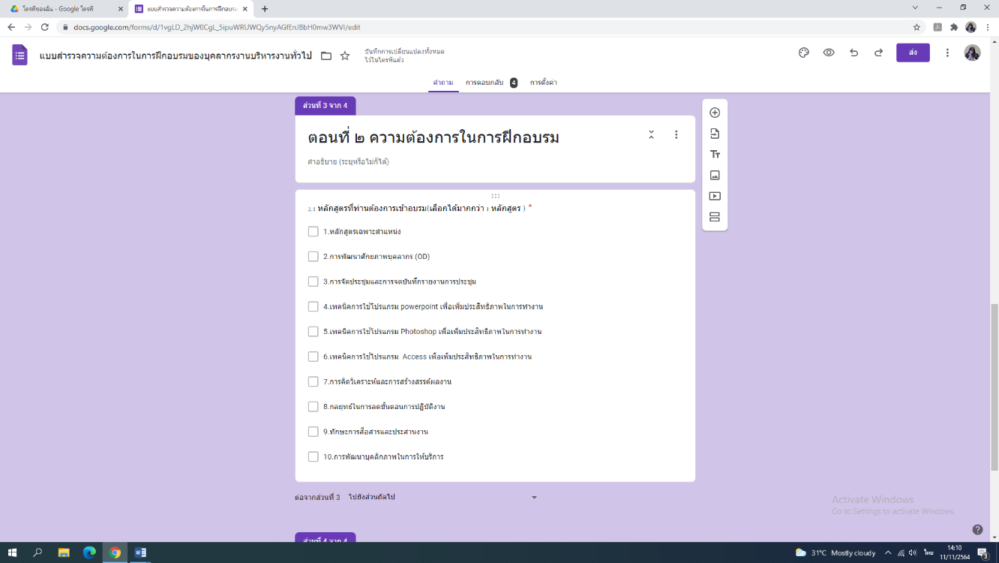 ไดรฟ์ของฉัน - Google ไดรฟ์
แบบสำรวจความต้องการในการฝึกอบรม
docs.google.com/forms/d/1vgLD_2hjW0CgL_5ipuWRUWQy5nyAGfEnJBbH0mw3WVI/edit
แบบสำรวจความต้องการในการฝึกอบรมของบุคลากรงานบริหารงานทั่วไป
บันทึกการเปลี่ยนแปลงทั้งหมด
ไว้ในไดรฟ์แล้ว
ส่ง
คำถาม การตอบกลับ 4 การตั้งค่า
ส่วนที่ 3 จาก 4
ตอนที่ ๒ ความต้องการในการฝึกอบรม
คำอธิบาย (ระบุหรือไม่ก็ได้)
2.1 หลักสูตรที่ท่านต้องการเข้าอบรม(เลือกได้มากกว่า 1 หลักสูตร ) *
1.หลักสูตรเฉพาะตำแหน่ง
2.การพัฒนาศักยภาพบุคลากร (OD)
3.การจัดประชุมและการจดบันทึกรายงานการประชุม
4.เทคนิคการใช้โปรแกรม powerpoint เพื่อเพิ่มประสิทธิภาพในการทำงาน
5.เทคนิคการใช้โปรแกรม Photoshop เพื่อเพิ่มประสิทธิภาพในการทำงาน
6.เทคนิคการใช้โปรแกรม Access เพื่อเพิ่มประสิทธิภาพในการทำงาน
7.การคิดวิเคราะห์และการสร้างสรรค์ผลงาน
8.กลยุทธ์ในการลดขั้นตอนการปฏิบัติงาน
9.ทักษะการสื่อสารและประสานงาน
10.การพัฒนาบุคลิกภาพในการให้บริการ
ต่อจากส่วนที่ 3 ไปยังส่วนถัดไป
Activate Windows
Go to Settings to activate Windows.
ส่วนที่ 4 จาก 4
31°C Mostly cloudy
ไทย
14:10
11/11/2564
3